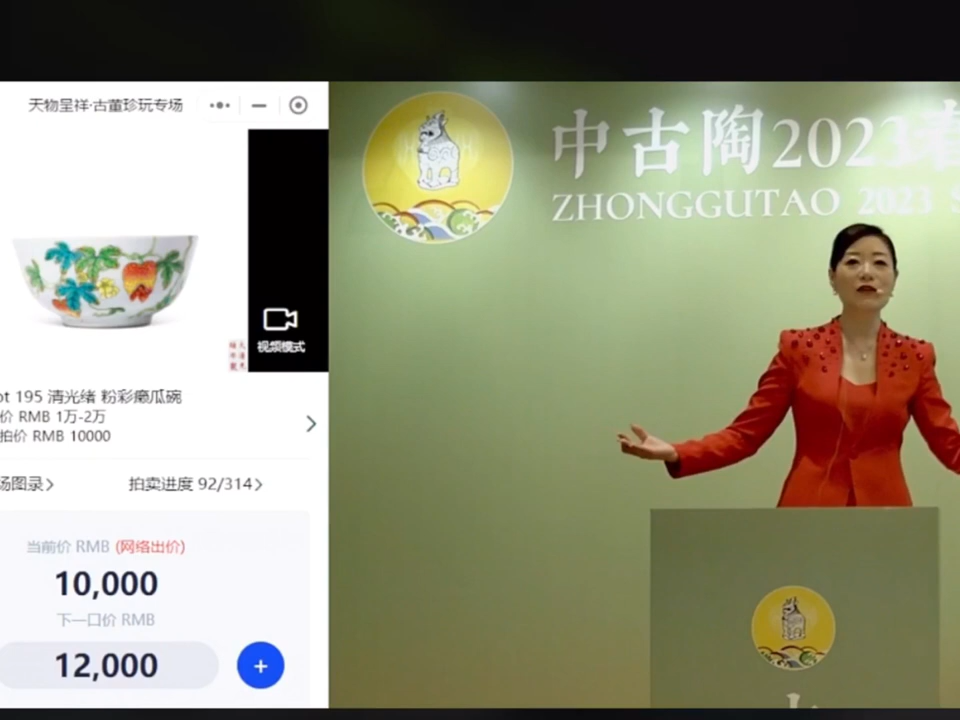 天物呈祥·古董珍玩专场
视频模式
ot 195 清光绪 粉彩癞瓜碗
价 RMB 1万-2万
拍价 RMB 10000
场图录
拍卖进度 92/314
当前价 RMB (网络出价)
10,000
下一口价 RMB
12,000
中古陶2023春
ZHONGGUTAO 2023 S